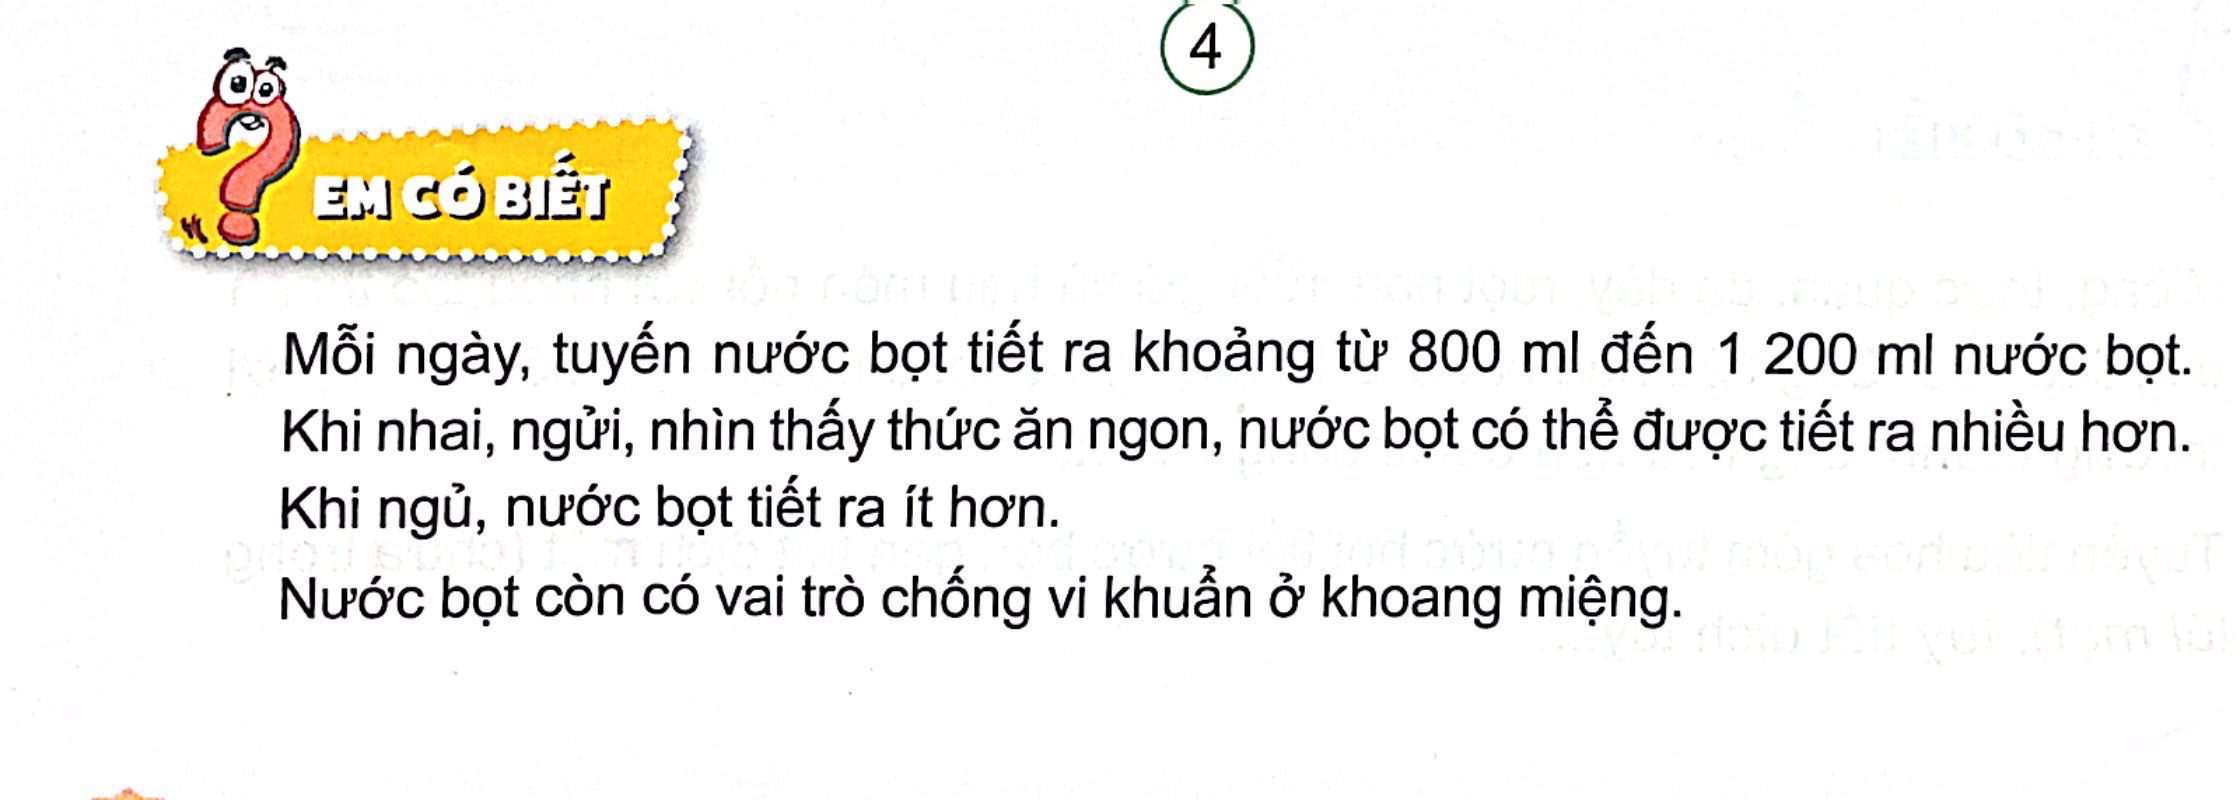 4
EM CÓ BIẾT
Mỗi ngày, tuyến nước bọt tiết ra khoảng từ 800 ml đến 1 200 ml nước bọt.
Khi nhai, ngửi, nhìn thấy thức ăn ngon, nước bọt có thể được tiết ra nhiều hơn.
Khi ngủ, nước bọt tiết ra ít hơn.
Nước bọt còn có vai trò chống vi khuẩn ở khoang miệng.